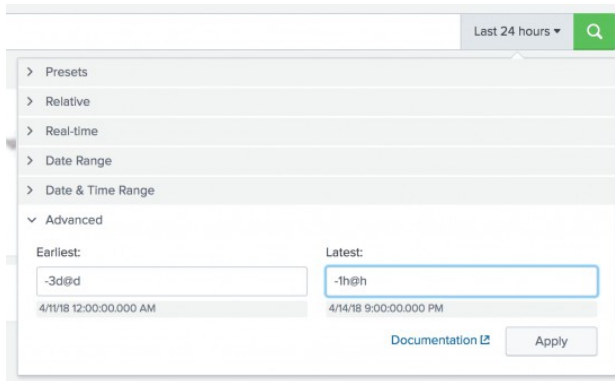 Last 24 hours
Presets
Relative
Real-time
Date Range
Date & Time Range
Advanced
Earliest: Latest:
-3d@d -1h@h
4/11/18 12:00:00.000 AM 4/14/18 9:00:00.000 PM
Documentation Apply